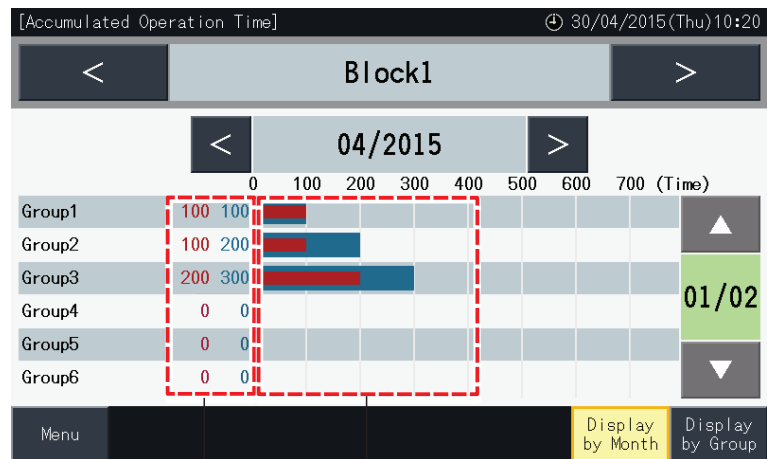 [Accumulated Operation Time] 30/04/2015(Thu)10:20
< Block1 >
< 04/2015 >
0 100 200 300 400 500 600 700 (Time)
Group1 100 100
Group2 100 200
Group3 200 300
Group4 0 0
01/02
Group5 0 0
Group6 0 0
Menu
Display by Month
Display by Group